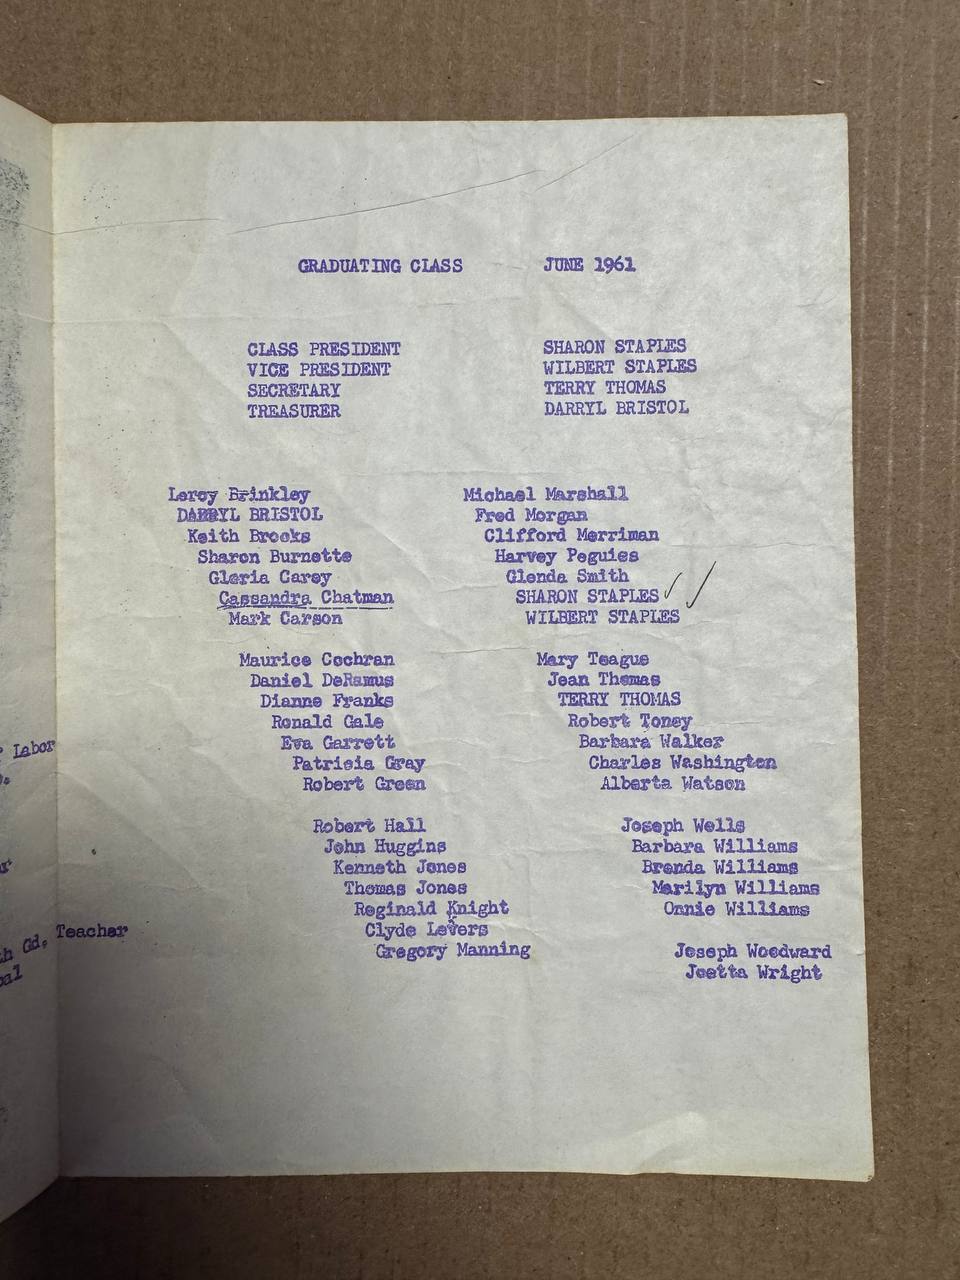 GRADUATING CLASS JUNE 1961
CLASS PRESIDENT SHARON STAPLES
VICE PRESIDENT WILBERT STAPLES
SECRETARY TERRY THOMAS
TREASURER DARRYL BRISTOL
Leroy Brinkley
DARRYL BRISTOL
Keith Brooks
Sharon Burnette
Gloria Carey
Cassandra Chatman
Mark Carson
Maurice Cochran
Daniel DeRamus
Dianne Franks
Ronald Gale
Eva Garrett
Patricia Gray
Robert Green
Robert Hall
John Huggins
Kenneth Jones
Thomas Jones
Reginald Knight
Clyde Levers
Gregory Manning
Michael Marshall
Fred Morgan
Clifford Merriman
Harvey Peguies
Glenda Smith
SHARON STAPLES
WILBERT STAPLES
Mary Teague
Jean Thomas
TERRY THOMAS
Robert Toney
Barbara Walker
Charles Washington
Alberta Watson
Joseph Wells
Barbara Williams
Brenda Williams
Marilyn Williams
Onnie Williams
Joseph Woodward
Joetta Wright
Labor
Gd. Teacher